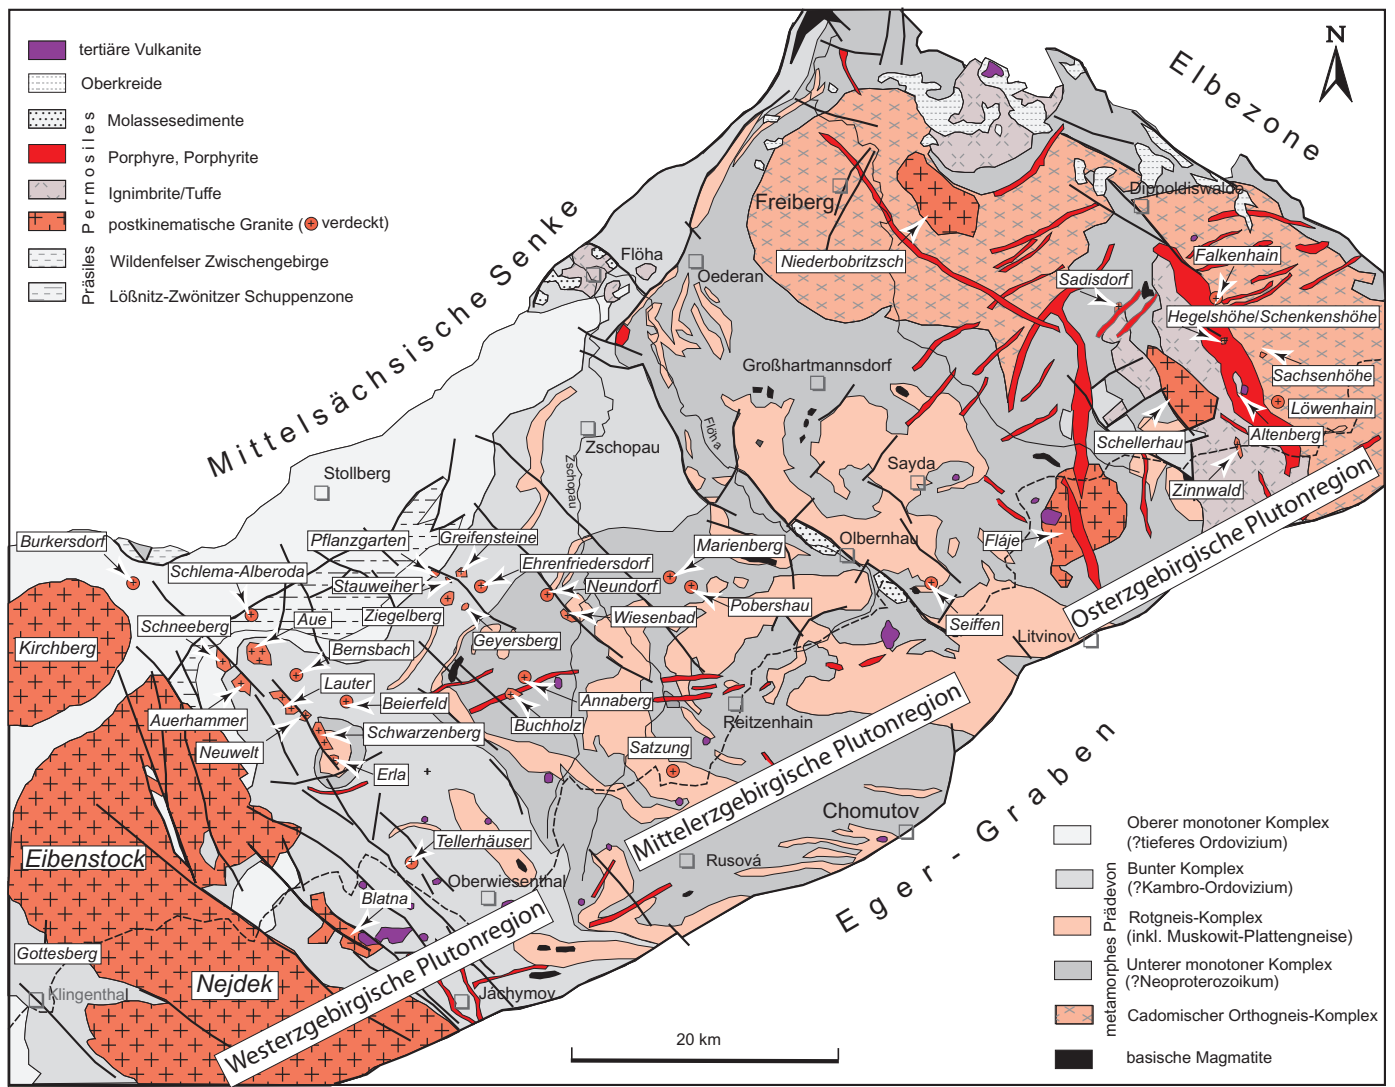 tertiäre Vulkanite
Oberkreide
Molassesedimente
Porphyre, Porphyrite
Ignimbrite/Tuffe
postkinematische Granite (verdeckt)
Wildenfelser Zwischengebirge
Lößnitz-Zwönitzer Schuppenzone
Permosiles
Präsiles
N
Elbezone
Mittelsächsische Senke
Eger-Graben
Freiberg
Dippoldiswalde
Niederbobritzsch
Falkenhain
Sadisdorf
Hegelshöhe/Schenkenshöhe
Sachsenhöhe
Löwenhain
Altenberg
Schellerhau
Zinnwald
Flöha
Oederan
Großhartmannsdorf
Flöha
Zschopau
Zschopau
Stollberg
Sayda
Olbernhau
Fláje
Seiffen
Litvínov
Osterzgebirgische Plutonregion
Burkersdorf
Pflanzgarten
Greifensteine
Ehrenfriedersdorf
Marienberg
Schlema-Alberoda
Stauweiher
Neundorf
Pobershau
Ziegelberg
Wiesenbad
Schneeberg
Aue
Geyersberg
Kirchberg
Bernsbach
Lauter
Beierfeld
Annaberg
Auerhammer
Buchholz
Reitzenhain
Neuwelt
Schwarzenberg
Satzung
Erla
Mittelerzgebirgische Plutonregion
Chomutov
Tellerhäuser
Rusová
Eibenstock
Oberwiesenthal
Blatna
Gottesberg
Nejdek
Klingenthal
Jáchymov
Westerzgebirgische Plutonregion
20 km
metamorphes Prädevon
Oberer monotoner Komplex
(?tieferes Ordovizium)
Bunter Komplex
(?Kambro-Ordovizium)
Rotgneis-Komplex
(inkl. Muskowit-Plattengneise)
Unterer monotoner Komplex
(?Neoproterozoikum)
Cadomischer Orthogneis-Komplex
basische Magmatite